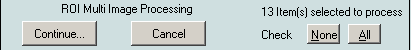 ROI Multi Image Processing
13 Item(s) selected to process
Continue... Cancel Check None All